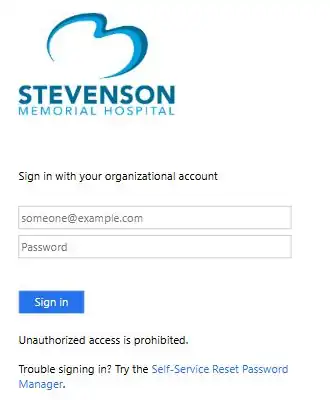 STEVENSON
MEMORIAL HOSPITAL
Sign in with your organizational account
someone@example.com
Password
Sign in
Unauthorized access is prohibited.
Trouble signing in? Try the Self-Service Reset Password
Manager.